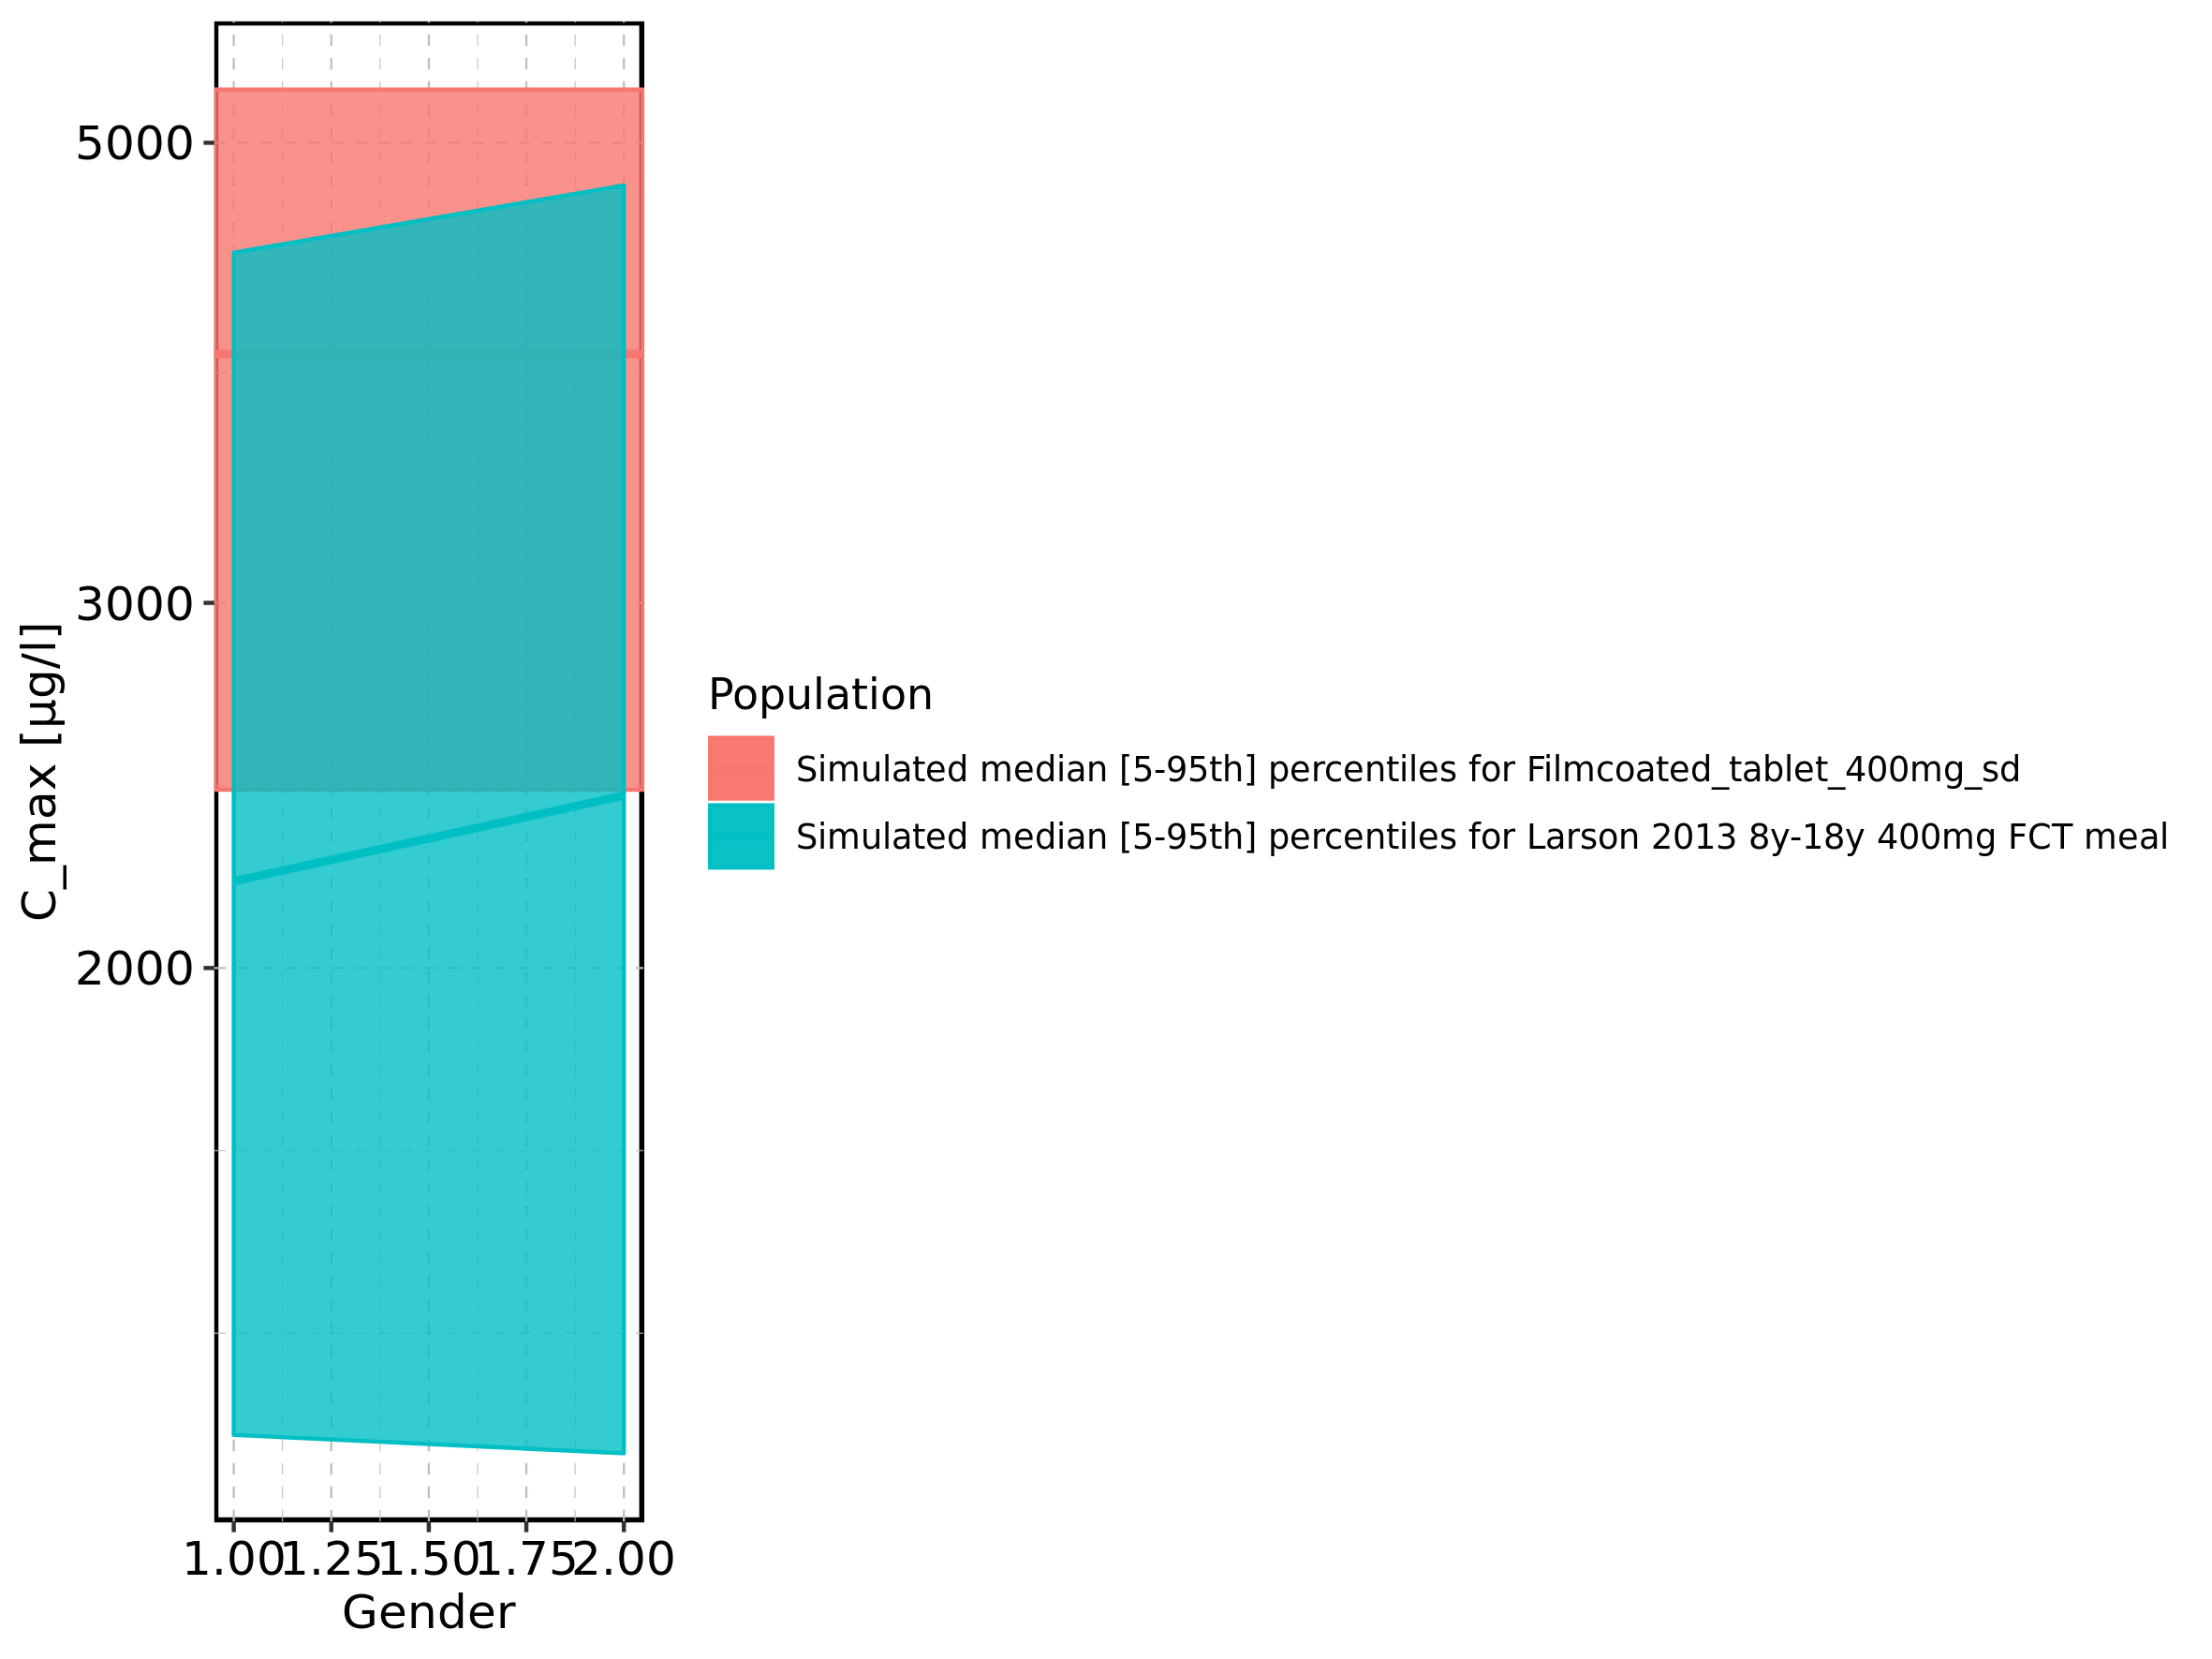 5000
3000
2000
C_max [µg/l]
1.00 1.25 1.50 1.75 2.00
Gender
Population
Simulated median [5-95th] percentiles for Filmcoated_tablet_400mg_sd
Simulated median [5-95th] percentiles for Larson 2013 8y-18y 400mg FCT meal